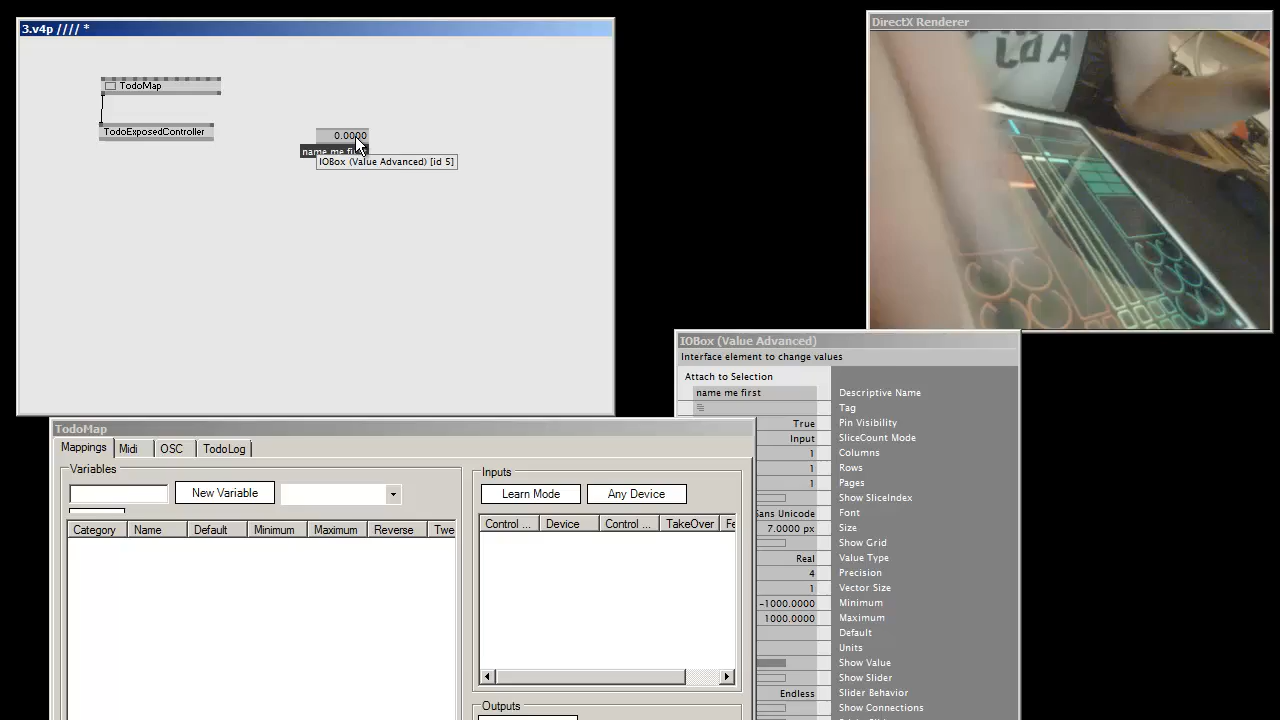 3.v4p //// *
DirectX Renderer
TodoMap
TodoExposedController
0.0000
name me first
IOBox (Value Advanced) [id 5]
IOBox (Value Advanced)
Interface element to change values
Attach to Selection
name me first Descriptive Name
Tag
True Pin Visibility
Input SliceCount Mode
1 Columns
1 Rows
1 Pages
Show SliceIndex
Sans Unicode Font
7.0000 px Size
Show Grid
Real Value Type
4 Precision
1 Vector Size
-1000.0000 Minimum
1000.0000 Maximum
Default
Units
Show Value
Show Slider
Endless Slider Behavior
Show Connections
TodoMap
Mappings Midi OSC TodoLog
Variables
New Variable
Category Name Default Minimum Maximum Reverse Twe
Inputs
Learn Mode Any Device
Control ... Device Control ... TakeOver Fe
Outputs